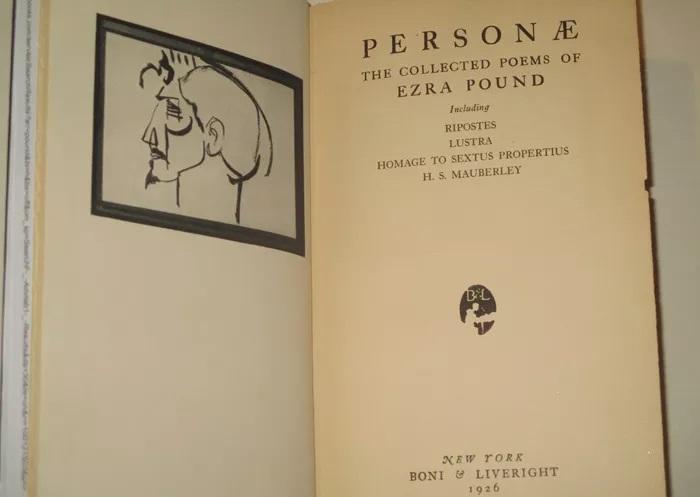 PERSONÆ
THE COLLECTED POEMS OF
EZRA POUND
Including
RIPOSTES
LUSTRA
HOMAGE TO SEXTUS PROPERTIUS
H. S. MAUBERLEY
B&L
NEW YORK
BONI & LIVERIGHT
1926